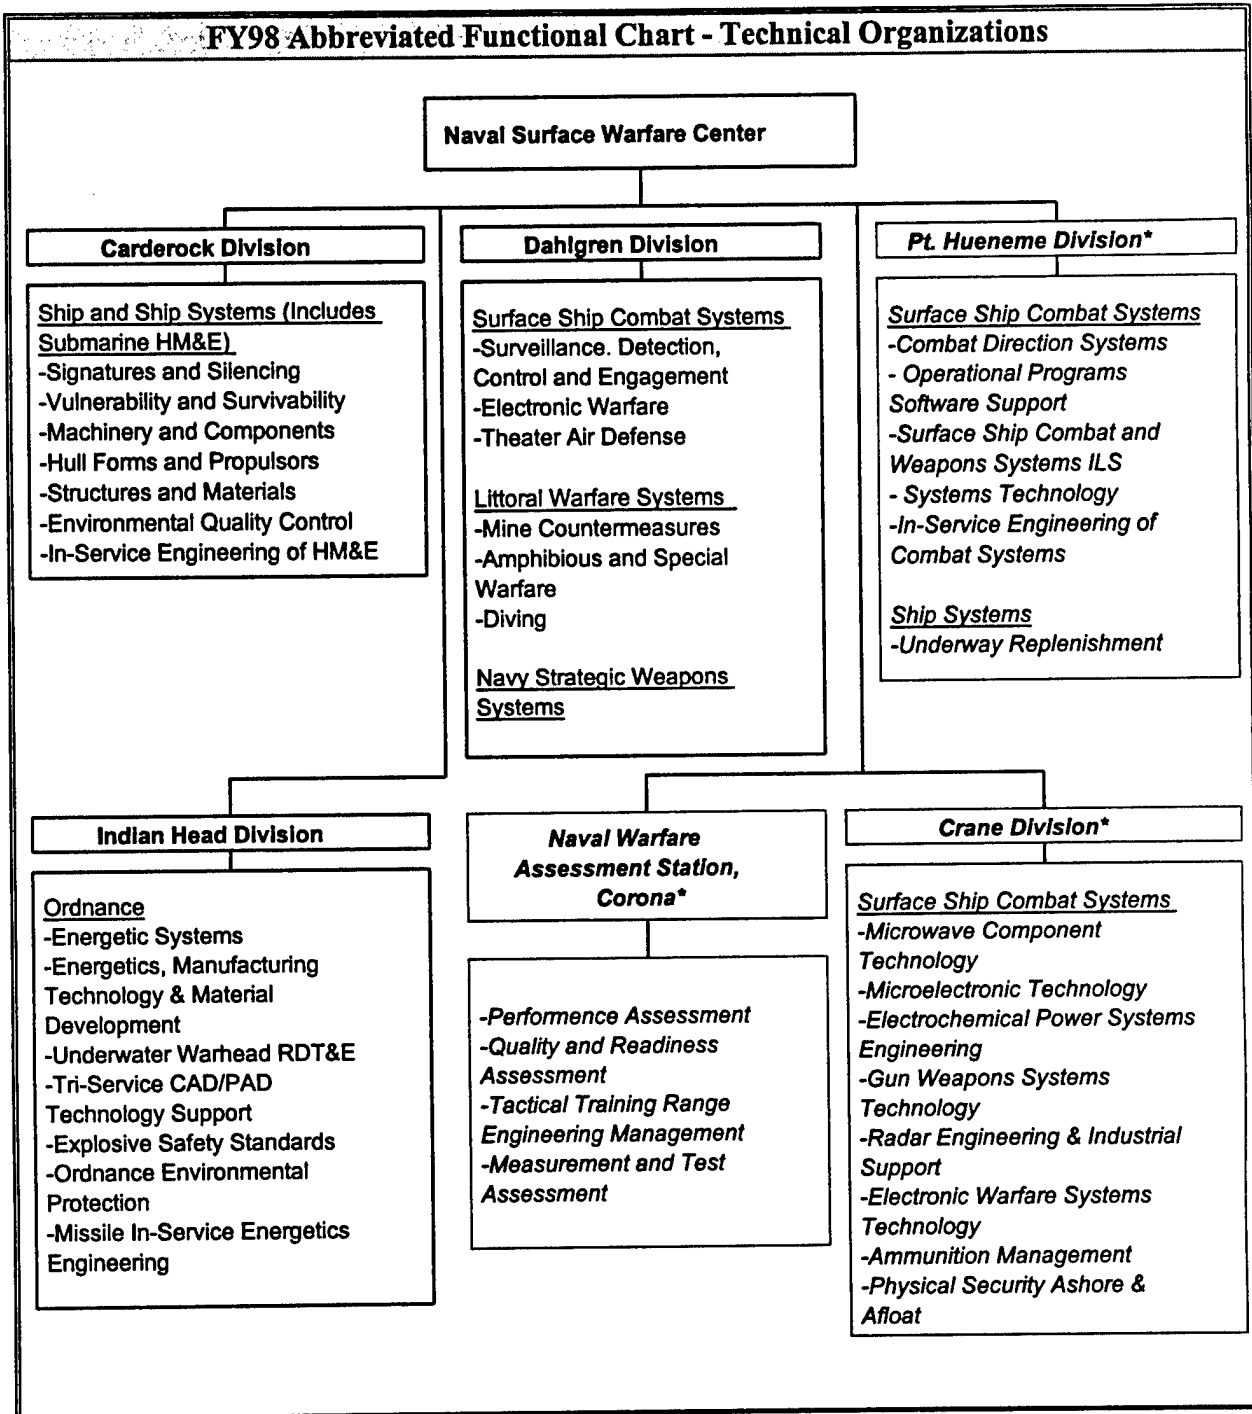 FY98 Abbreviated Functional Chart - Technical Organizations
Naval Surface Warfare Center
Carderock Division
Ship and Ship Systems (Includes
Submarine HM&E)
-Signatures and Silencing
-Vulnerability and Survivability
-Machinery and Components
-Hull Forms and Propulsors
-Structures and Materials
-Environmental Quality Control
-In-Service Engineering of HM&E
Dahlgren Division
Surface Ship Combat Systems
-Surveillance. Detection,
Control and Engagement
-Electronic Warfare
-Theater Air Defense
Littoral Warfare Systems
-Mine Countermeasures
-Amphibious and Special
Warfare
-Diving
Navy Strategic Weapons
Systems
Pt. Hueneme Division*
Surface Ship Combat Systems
-Combat Direction Systems
- Operational Programs
Software Support
-Surface Ship Combat and
Weapons Systems ILS
- Systems Technology
-In-Service Engineering of
Combat Systems
Ship Systems
-Underway Replenishment
Indian Head Division
Ordnance
-Energetic Systems
-Energetics, Manufacturing
Technology & Material
Development
-Underwater Warhead RDT&E
-Tri-Service CAD/PAD
Technology Support
-Explosive Safety Standards
-Ordnance Environmental
Protection
-Missile In-Service Energetics
Engineering
Naval Warfare
Assessment Station,
Corona*
-Performence Assessment
-Quality and Readiness
Assessment
-Tactical Training Range
Engineering Management
-Measurement and Test
Assessment
Crane Division*
Surface Ship Combat Systems
-Microwave Component
Technology
-Microelectronic Technology
-Electrochemical Power Systems
Engineering
-Gun Weapons Systems
Technology
-Radar Engineering & Industrial
Support
-Electronic Warfare Systems
Technology
-Ammunition Management
-Physical Security Ashore &
Afloat